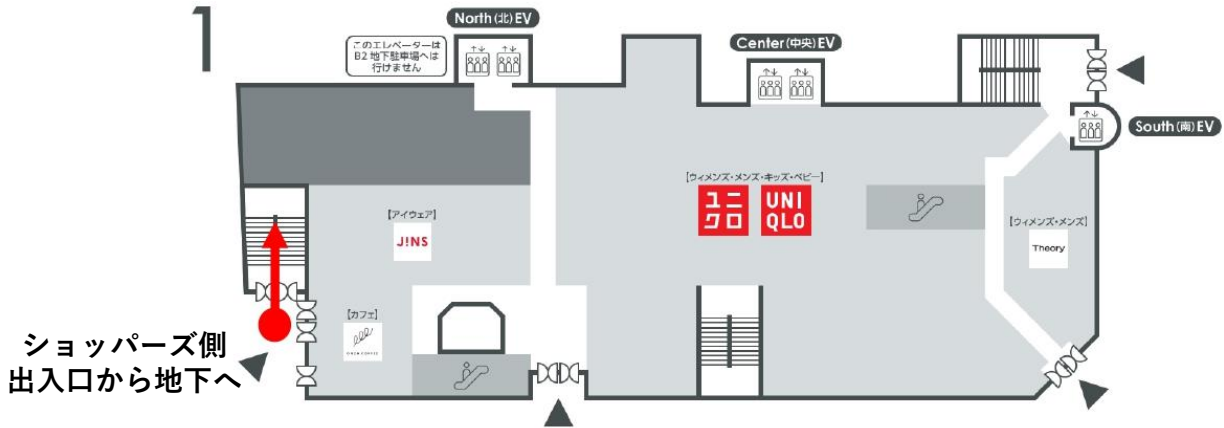 1
North(北)EV
このエレベーターは
B2 地下駐車場へは
行けません
Center(中央)EV
South(南)EV
【ウィメンズ・メンズ・キッズ・ベビー】
ユニ
クロ
UNI
QLO
【アイウェア】
J!NS
【ウィメンズ・メンズ】
Theory
【カフェ】
ショッパーズ側
出入口から地下へ